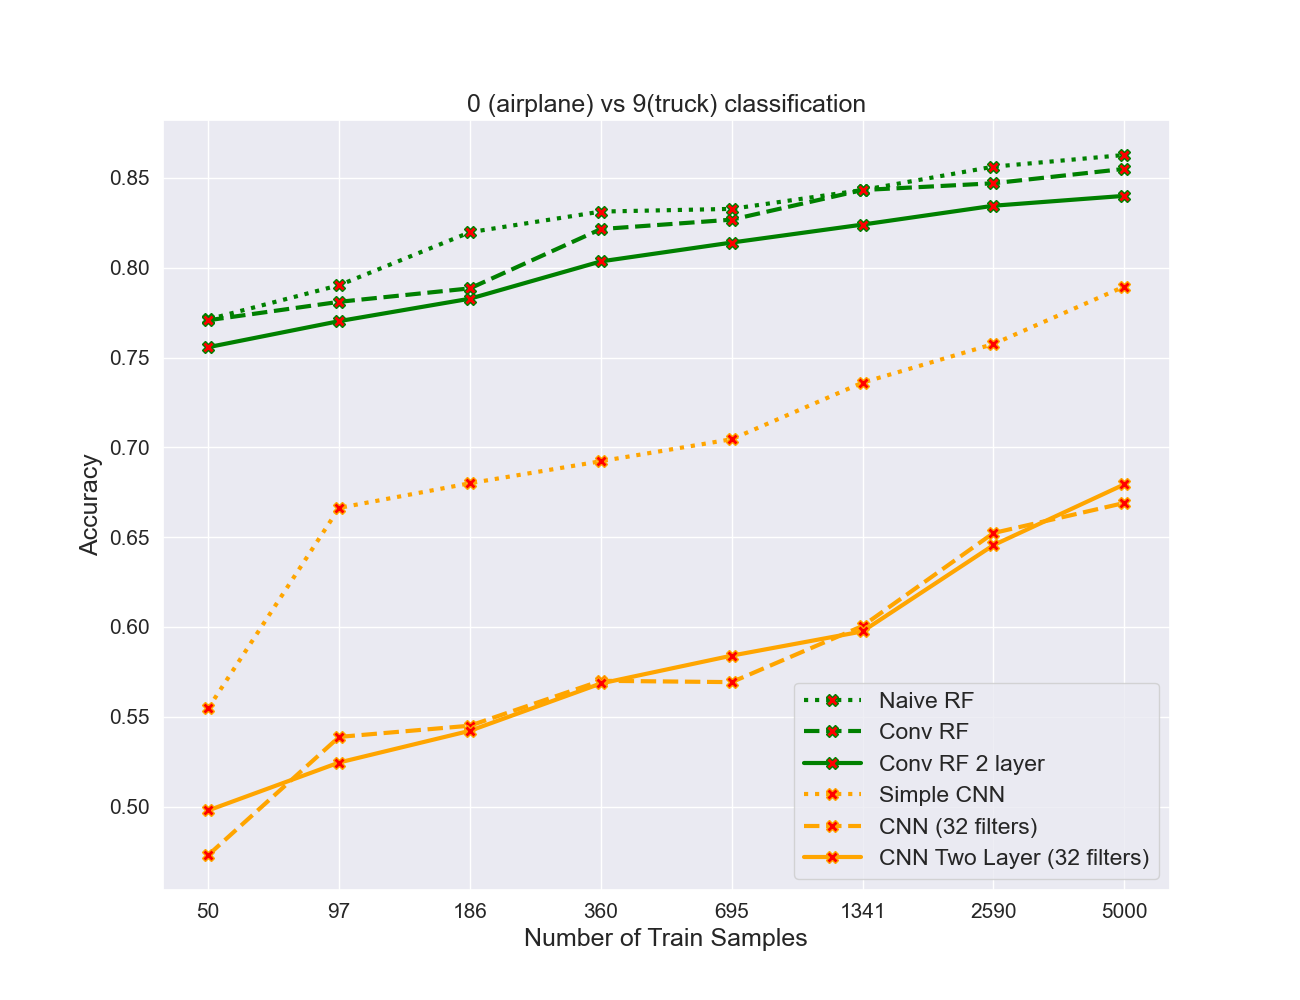 0 (airplane) vs 9(truck) classification
0.85
0.80
0.75
0.70
0.65
0.60
0.55
0.50
Accuracy
Naive RF
Conv RF
Conv RF 2 layer
Simple CNN
CNN (32 filters)
CNN Two Layer (32 filters)
50 97 186 360 695 1341 2590 5000
Number of Train Samples